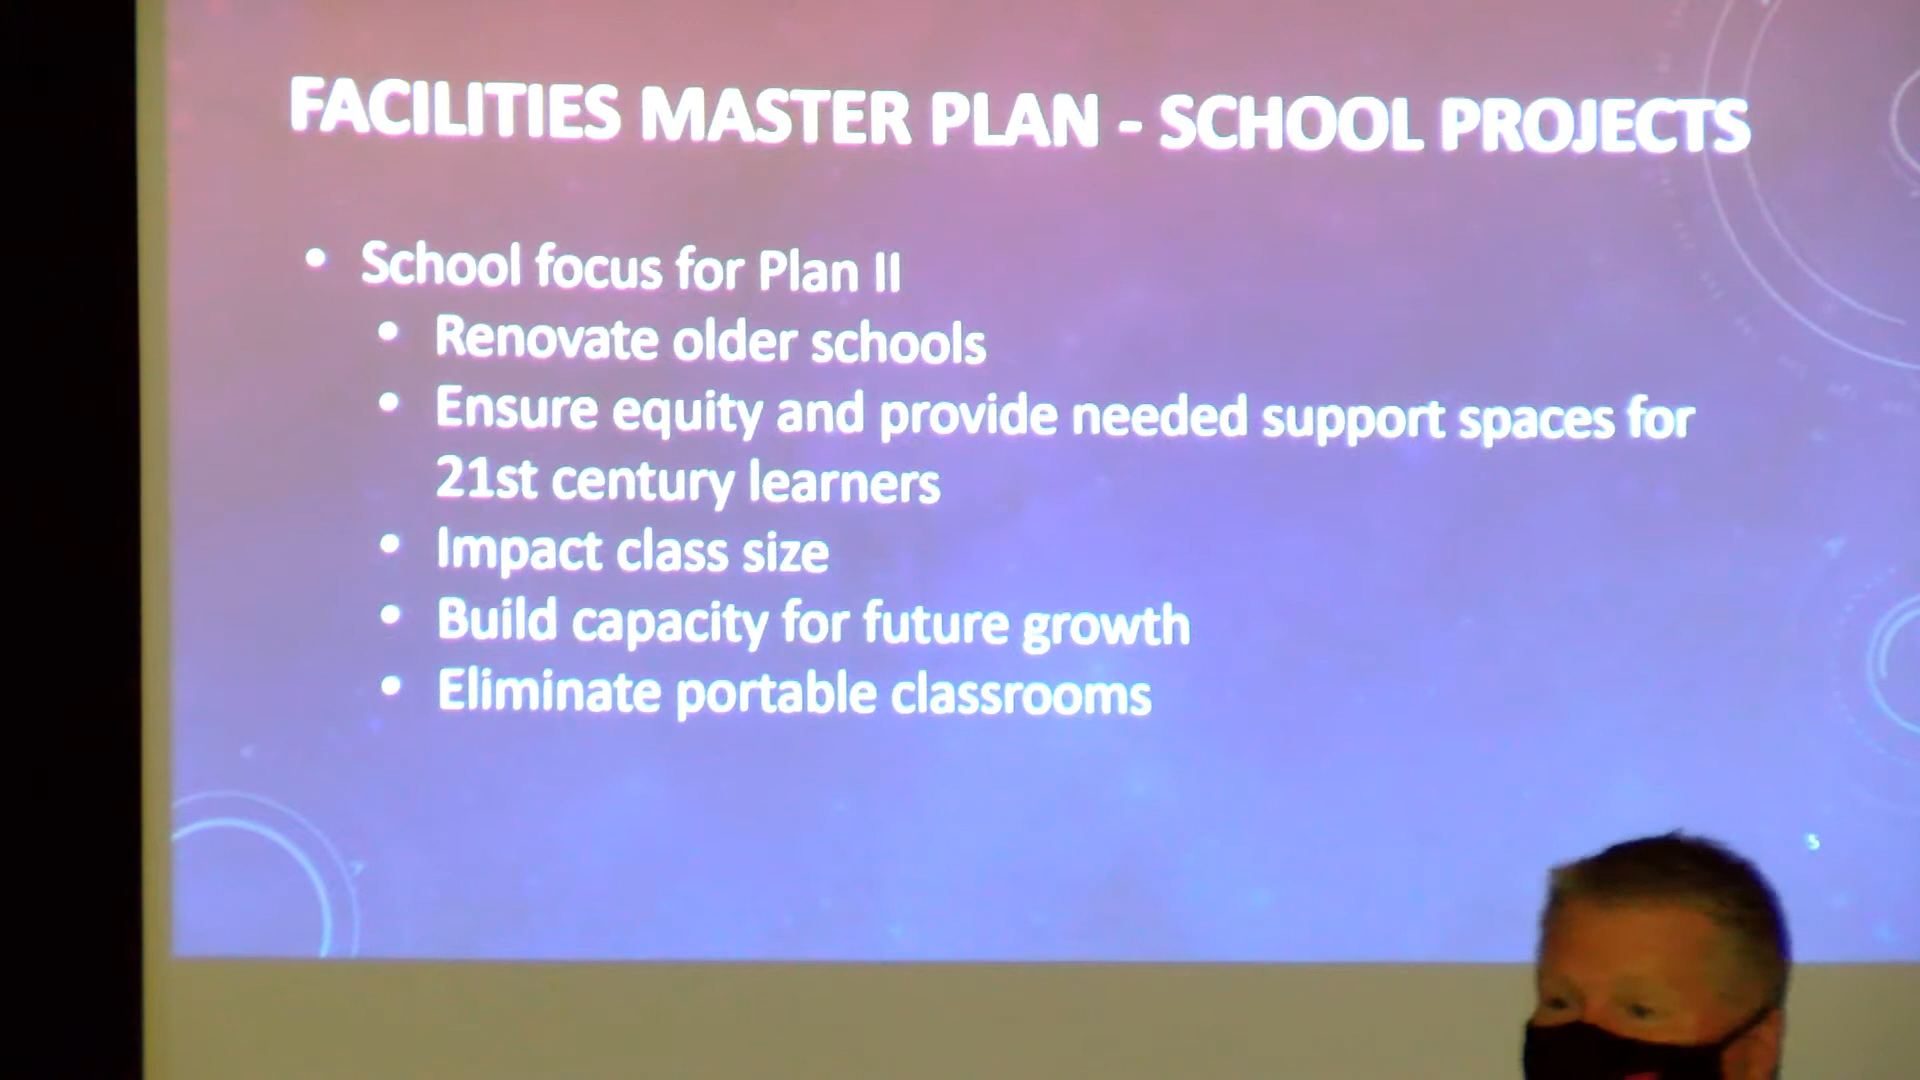 FACILITIES MASTER PLAN - SCHOOL PROJECTS
• School focus for Plan II
• Renovate older schools
• Ensure equity and provide needed support spaces for
21st century learners
• Impact class size
• Build capacity for future growth
• Eliminate portable classrooms
5